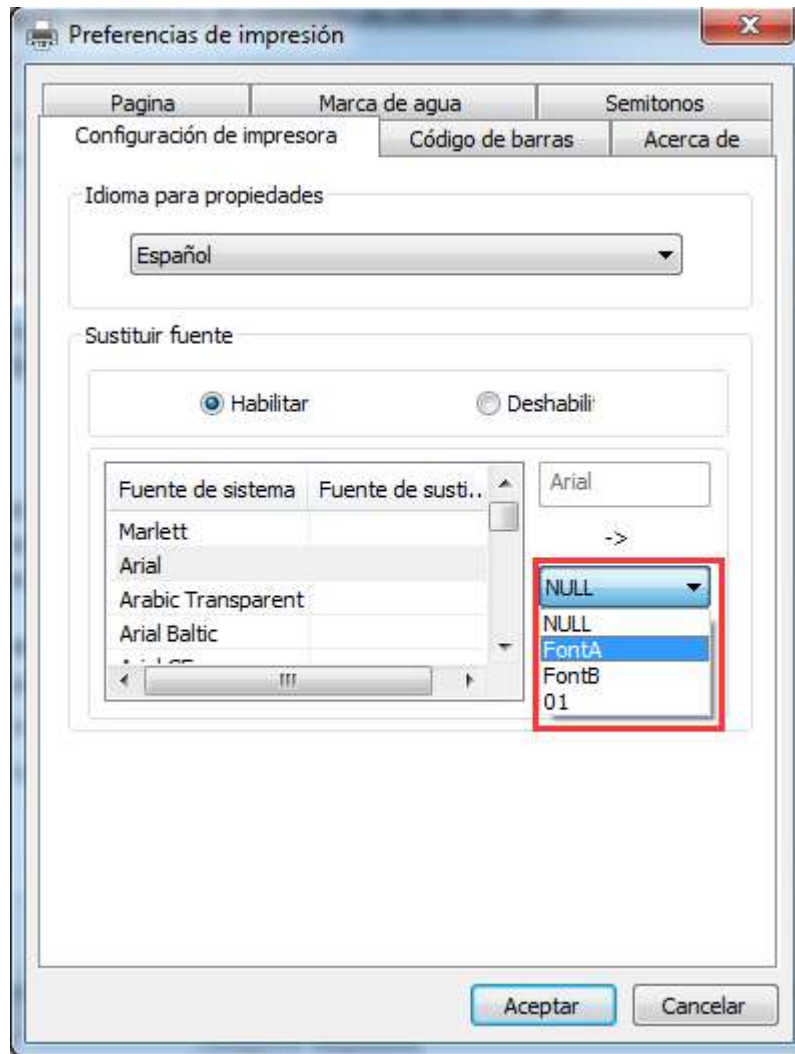 Preferencias de impresión
Pagina Marca de agua Semitonos
Configuración de impresora Código de barras Acerca de
Idioma para propiedades
Español
Sustituir fuente
Habilitar Deshabili
Fuente de sistema Fuente de susti.. Arial
Marlett ->
Arial
Arabic Transparent NULL
Arial Baltic NULL
FontA
FontB
01
Aceptar Cancelar